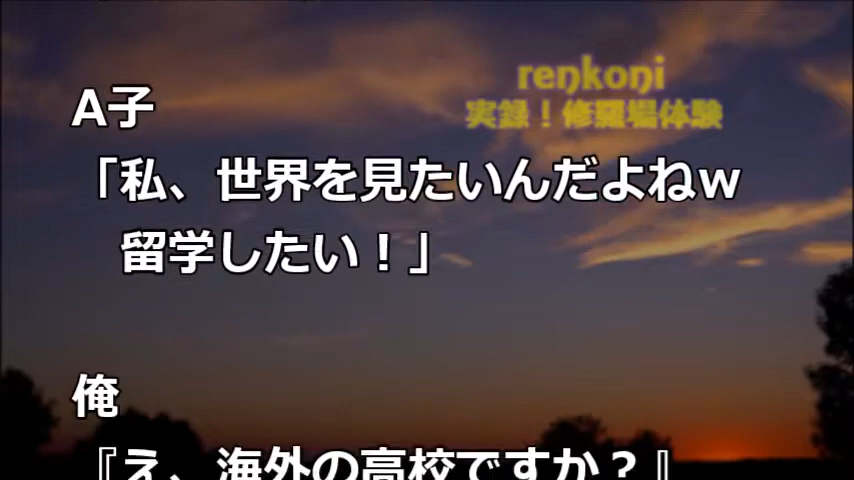 renkoni
実録！修羅場体験
A子
「私、世界を見たいんだよねｗ
留学したい！」
俺
『え、海外の高校ですか？』